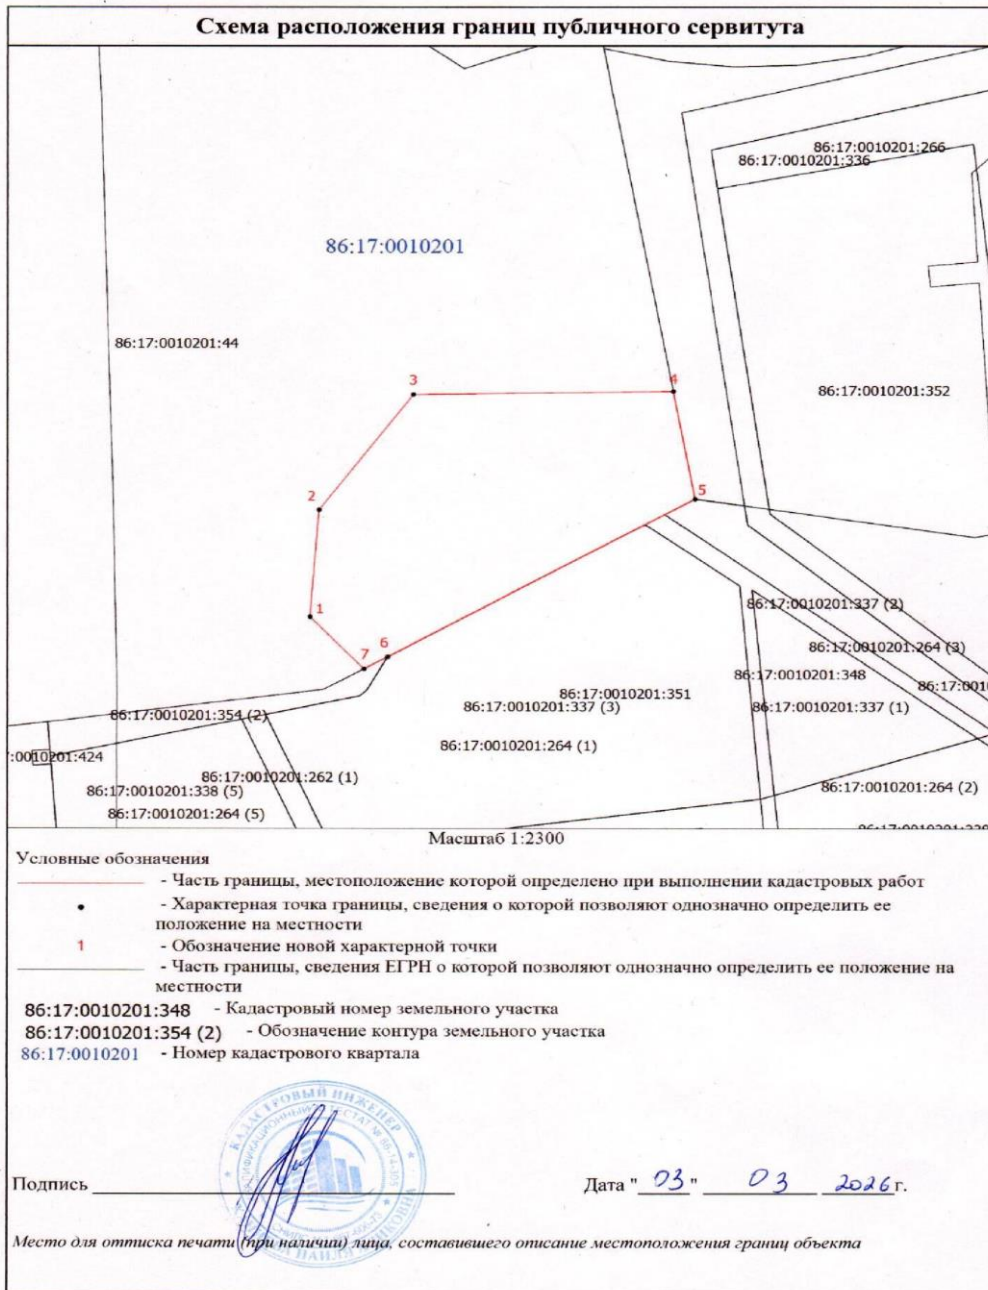 Схема расположения границ публичного сервитута
86:17:0010201:266
86:17:0010201:336
86:17:0010201
86:17:0010201:44
3
4
86:17:0010201:352
2
5
1
86:17:0010201:337 (2)
6
7
86:17:0010201:264 (3)
86:17:0010201:348
86:17:0010201:351
86:17:0010201:337 (3)
86:17:0010201:337 (1)
86:17:0010201:354 (2)
86:17:0010201:264 (1)
:0010201:424
86:17:0010201:262 (1)
86:17:0010201:338 (5)
86:17:0010201:264 (2)
86:17:0010201:264 (5)
Масштаб 1:2300
Условные обозначения
- Часть границы, местоположение которой определено при выполнении кадастровых работ
- Характерная точка границы, сведения о которой позволяют однозначно определить ее
положение на местности
1 - Обозначение новой характерной точки
- Часть границы, сведения ЕГРН о которой позволяют однозначно определить ее положение на
местности
86:17:0010201:348 - Кадастровый номер земельного участка
86:17:0010201:354 (2) - Обозначение контура земельного участка
86:17:0010201 - Номер кадастрового квартала
КАДАСТРОВЫЙ ИНЖЕНЕР
Подпись Дата "03" 03 2026 г.
Место для оттиска печати (при наличии) лица, составившего описание местоположения границ объекта